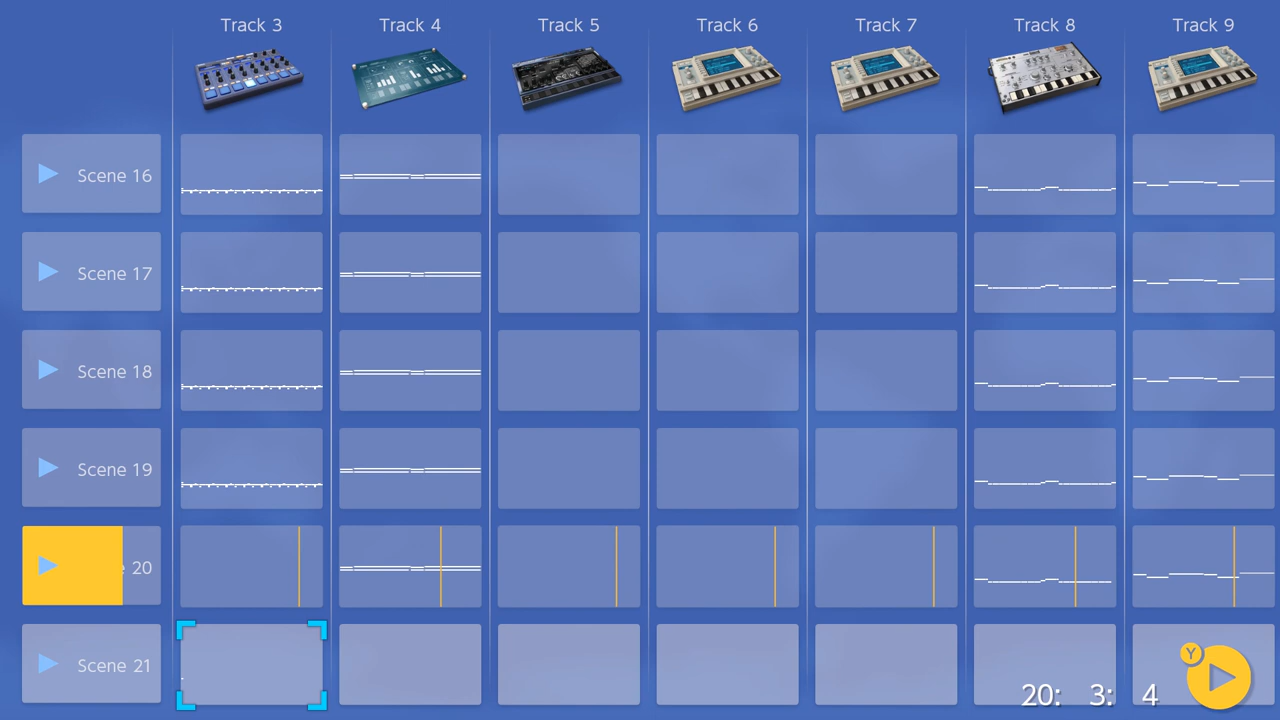 Track 3 Track 4 Track 5 Track 6 Track 7 Track 8 Track 9
Scene 16
Scene 17
Scene 18
Scene 19
e 20
Scene 21
Y
20: 3: 4